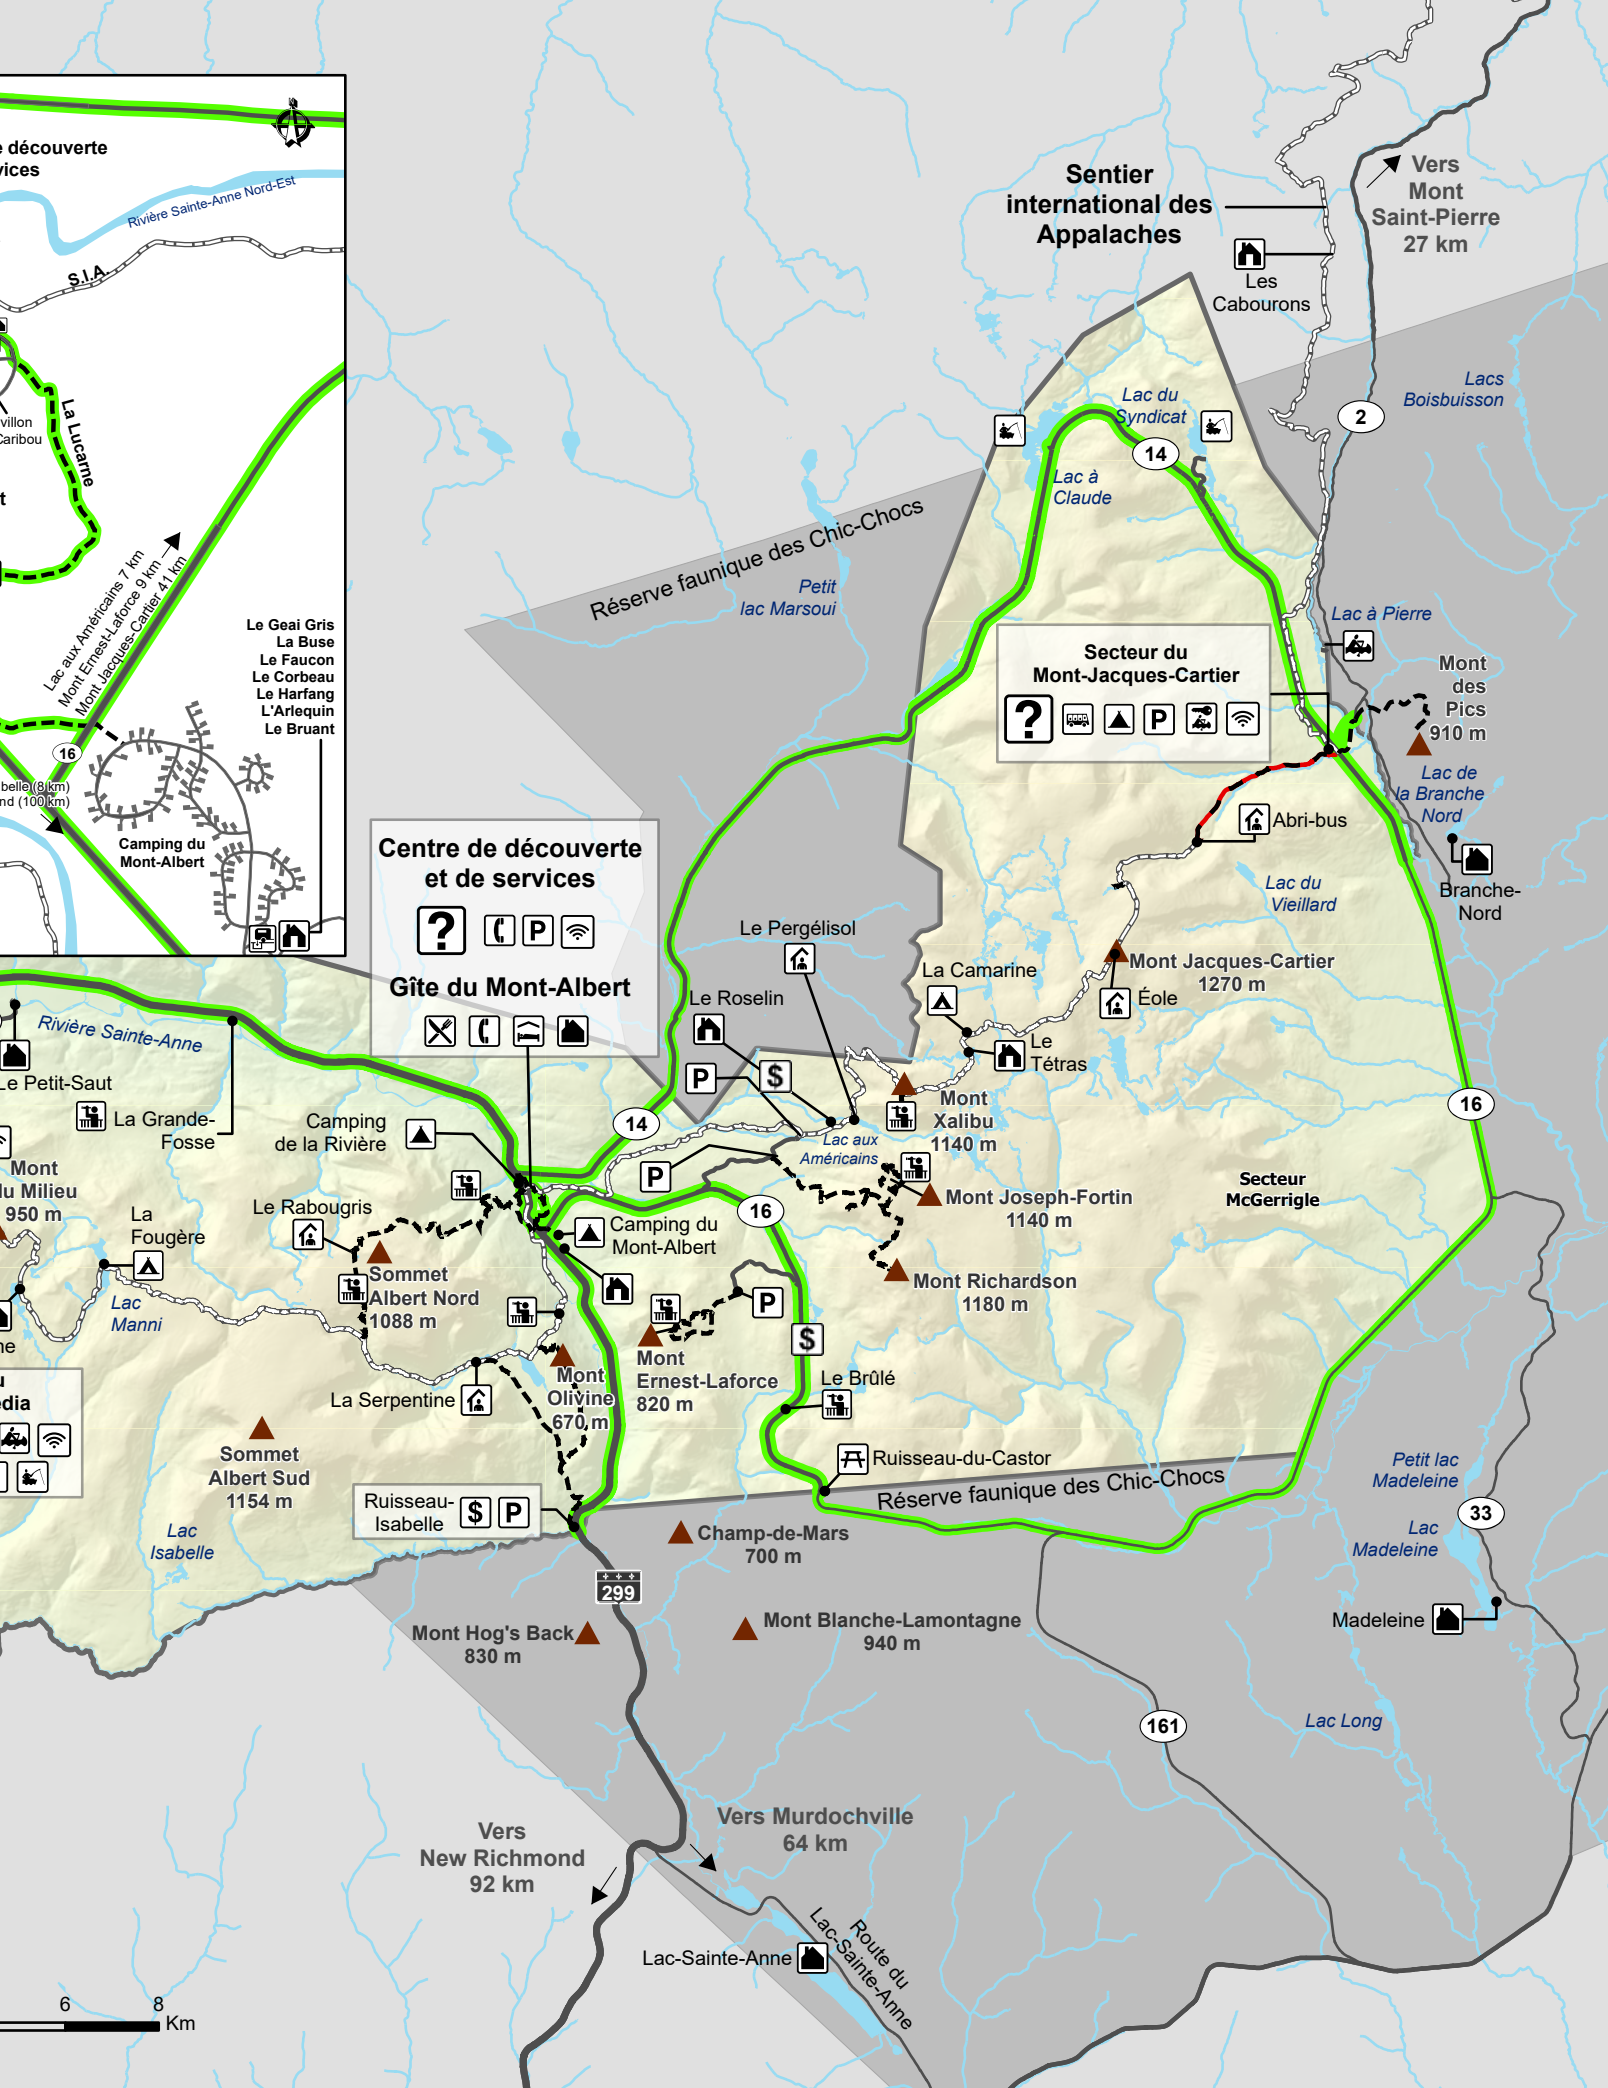 e découverte
vices
Rivière Sainte-Anne Nord-Est
S.I.A.
villon
Caribou
La Lucarne
t
Lac aux Américains 7 km
Mont Ernest-Laforce 9 km
Mont Jacques-Cartier 41 km
Le Geai Gris
La Buse
Le Faucon
Le Corbeau
Le Harfang
L'Arlequin
Le Bruant
16
belle (8 km)
nd (100 km)
Camping du
Mont-Albert
Sentier
international des
Appalaches
Vers
Mont
Saint-Pierre
27 km
Les
Cabourons
Lacs
Boisbuisson
2
Lac du
Syndicat
14
Lac à
Claude
Réserve faunique des Chic-Chocs
Petit
lac Marsoui
Lac à Pierre
Secteur du
Mont-Jacques-Cartier
? P
Mont
des
Pics
910 m
Lac de
la Branche
Nord
Abri-bus
Branche-
Nord
Lac du
Vieillard
Centre de découverte
et de services
? P
Gîte du Mont-Albert
Le Pergélisol
La Camarine
Mont Jacques-Cartier
1270 m
Éole
Le Roselin
Le
Tétras
P
$
Rivière Sainte-Anne
Le Petit-Saut
La Grande-
Fosse
Camping
de la Rivière
14
Mont
Xalibu
1140 m
Lac aux
Américains
16
P
Mont
du Milieu
950 m
La
Fougère
Le Rabougris
Mont Joseph-Fortin
1140 m
Secteur
McGerrigle
16
Camping du
Mont-Albert
Sommet
Albert Nord
1088 m
Lac
Manni
Mont Richardson
1180 m
P
$
ne
Mont
Ernest-Laforce
820 m
Mont
Olivine
670 m
Le Brûlé
u
édia
La Serpentine
Sommet
Albert Sud
1154 m
Ruisseau-du-Castor
Réserve faunique des Chic-Chocs
Ruisseau-
Isabelle
$ P
Petit lac
Madeleine
33
Lac
Madeleine
Lac
Isabelle
Champ-de-Mars
700 m
299
Mont Hog's Back
830 m
Mont Blanche-Lamontagne
940 m
Madeleine
161
Lac Long
Vers Murdochville
64 km
Vers
New Richmond
92 km
Lac-Sainte-Anne
Route du
Lac-Sainte-Anne
6 8
Km